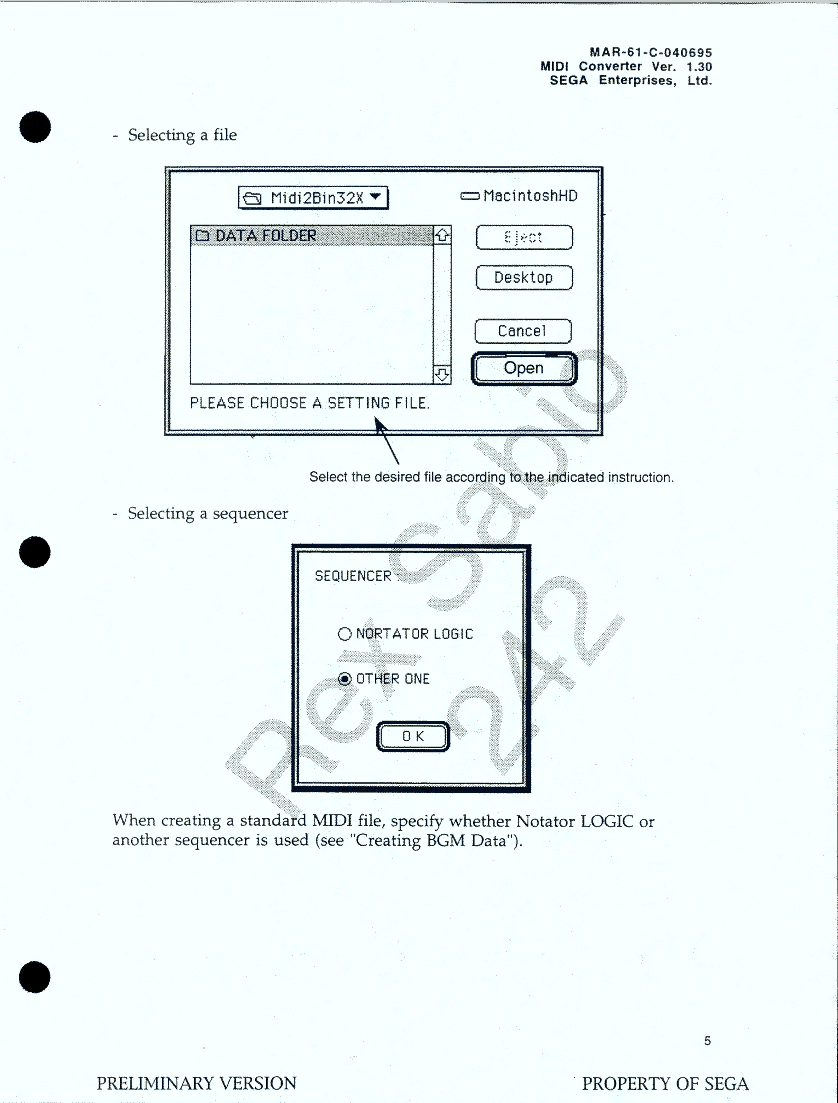 MAR-61-C-040695
MIDI Converter Ver. 1.30
SEGA Enterprises, Ltd.
- Selecting a file
Midi2Bin32X
MacintoshHD
DATA FOLDER
Eject
Desktop
Cancel
Open
PLEASE CHOOSE A SETTING FILE.
Select the desired file according to the indicated instruction.
- Selecting a sequencer
SEQUENCER :
NORTATOR LOGIC
OTHER ONE
OK
When creating a standard MIDI file, specify whether Notator LOGIC or
another sequencer is used (see "Creating BGM Data").
Rex Sabio
242
5
PRELIMINARY VERSION
PROPERTY OF SEGA